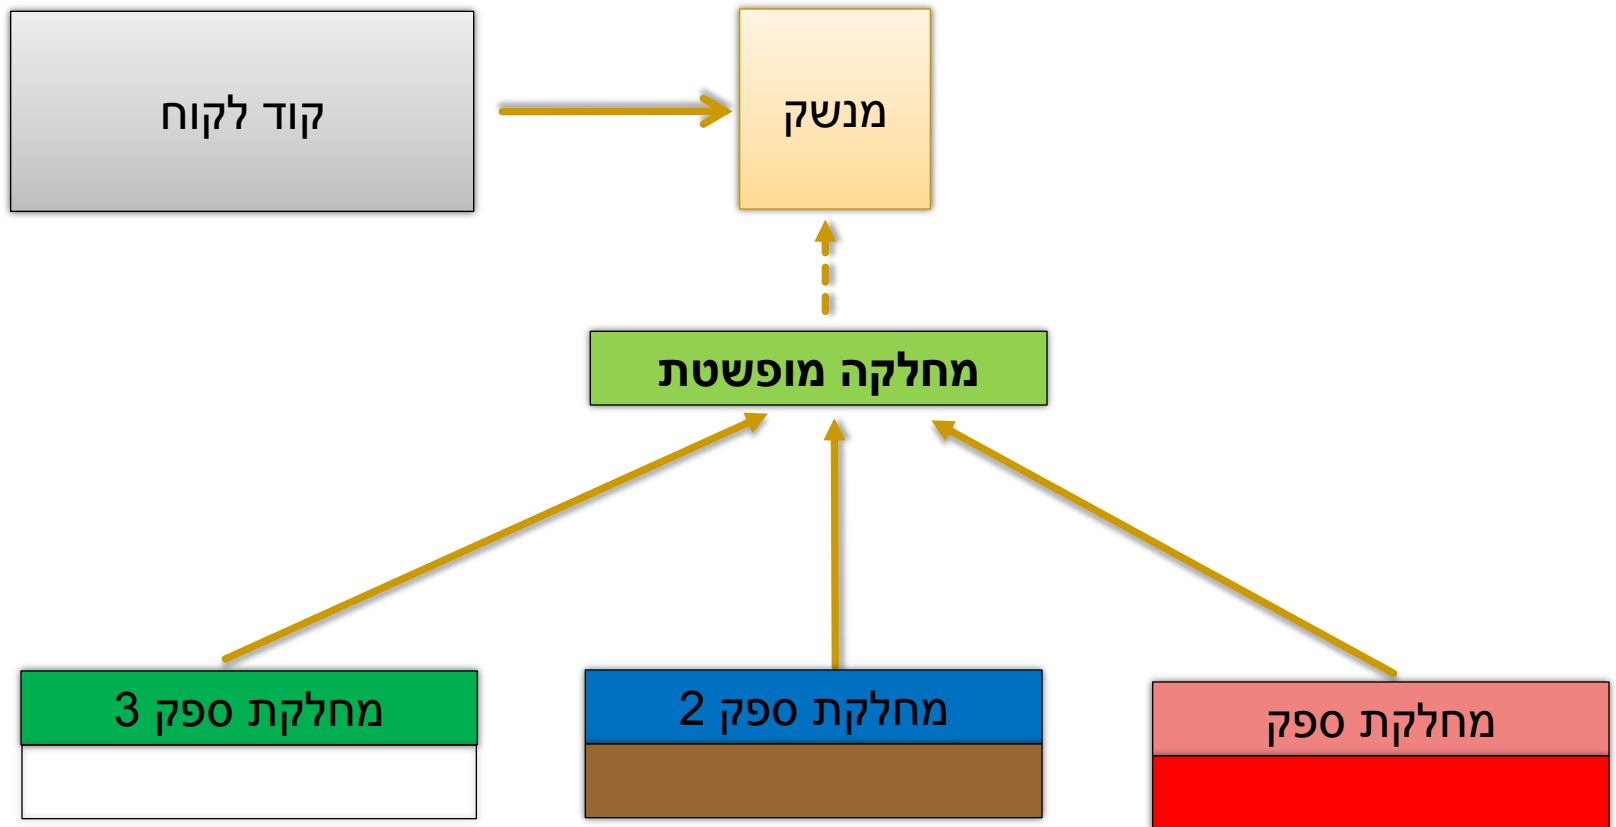 קוד לקוח
מנשק
מחלקה מופשטת
מחלקת ספק
מחלקת ספק 2
מחלקת ספק 3